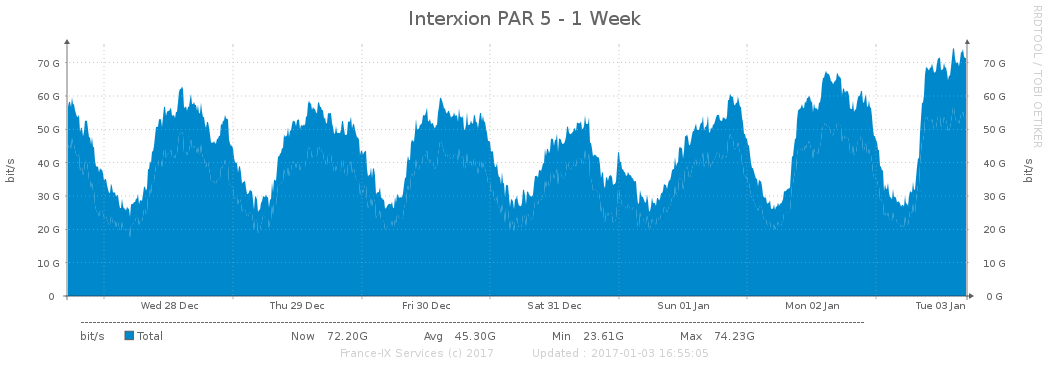 Interxion PAR 5 - 1 Week
RRDTOOL / TOBI OETIKER
bit/s
bit/s
70 G
60 G
50 G
40 G
30 G
20 G
10 G
0
70 G
60 G
50 G
40 G
30 G
20 G
10 G
0 G
Wed 28 Dec Thu 29 Dec Fri 30 Dec Sat 31 Dec Sun 01 Jan Mon 02 Jan Tue 03 Jan
bit/s Total Now 72.20G Avg 45.30G Min 23.61G Max 74.23G
France-IX Services (c) 2017 Updated : 2017-01-03 16:55:05